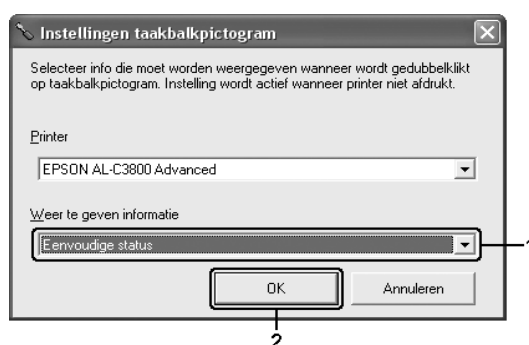 Instellingen taakbalkpictogram
Selecteer info die moet worden weergegeven wanneer wordt gedubbelklikt
op taakbalkpictogram. Instelling wordt actief wanneer printer niet afdrukt.
Printer
EPSON AL-C3800 Advanced
Weer te geven informatie
Eenvoudige status
1
OK
Annuleren
2